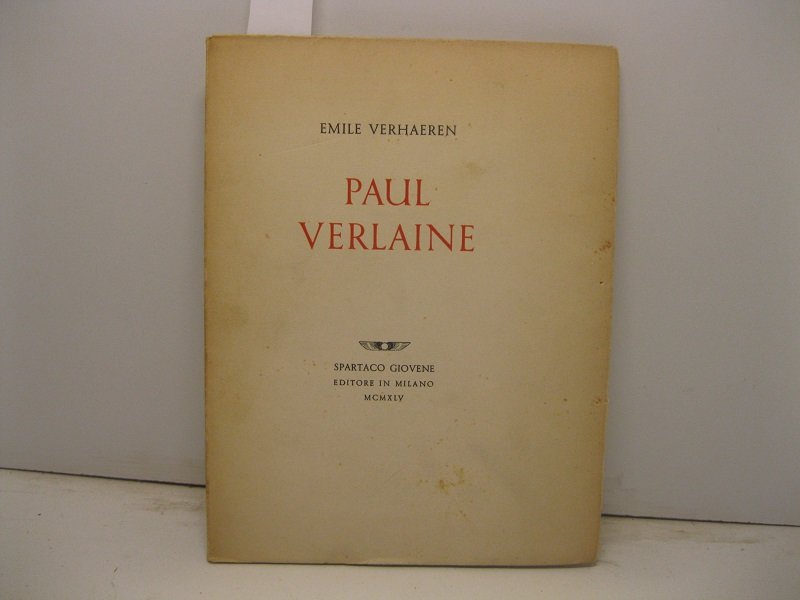 EMILE VERHAEREN
PAUL
VERLAINE
SPARTACO GIOVENE
EDITORE IN MILANO
MCMXLV